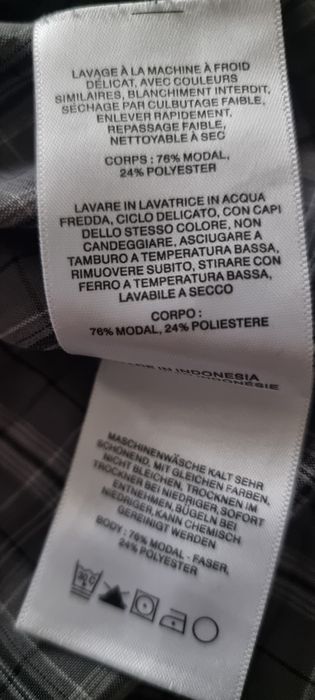 LAVAGE À LA MACHINE À FROID
DÉLICAT, AVEC COULEURS
SIMILAIRES, BLANCHIMENT INTERDIT,
SÉCHAGE PAR CULBUTAGE FAIBLE,
ENLEVER RAPIDEMENT,
REPASSAGE FAIBLE,
NETTOYABLE À SEC
CORPS : 76% MODAL,
24% POLYESTER
LAVARE IN LAVATRICE IN ACQUA
FREDDA, CICLO DELICATO, CON CAPI
DELLO STESSO COLORE, NON
CANDEGGIARE, ASCIUGARE A
TAMBURO A TEMPERATURA BASSA,
RIMUOVERE SUBITO, STIRARE CON
FERRO A TEMPERATURA BASSA,
LAVABILE A SECCO
CORPO :
76% MODAL, 24% POLIESTERE
IN INDONESIA
INDONÉSIE
MASCHINENWÄSCHE KALT SEHR
SCHONEND, MIT GLEICHEN FARBEN,
NICHT BLEICHEN, TROCKNEN IM
TROCKNER BEI NIEDRIGER, SOFORT
ENTNEHMEN, BÜGELN BEI
NIEDRIGER, KANN CHEMISCH
GEREINIGT WERDEN
BODY : 76% MODAL - FASER,
24% POLYESTER